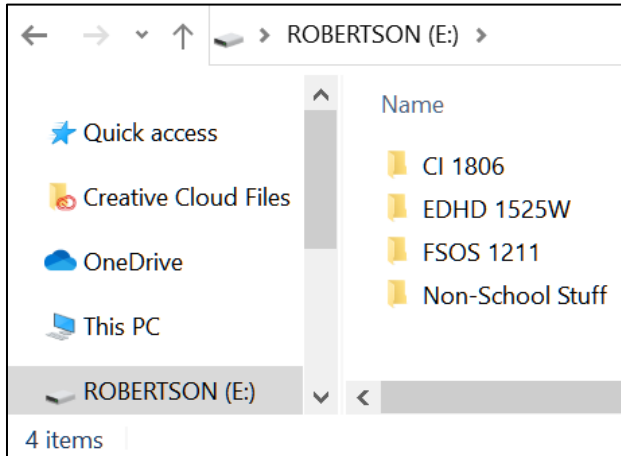 ROBERTSON (E:)
Quick access
Creative Cloud Files
OneDrive
This PC
ROBERTSON (E:)
Name
CI 1806
EDHD 1525W
FSOS 1211
Non-School Stuff
4 items